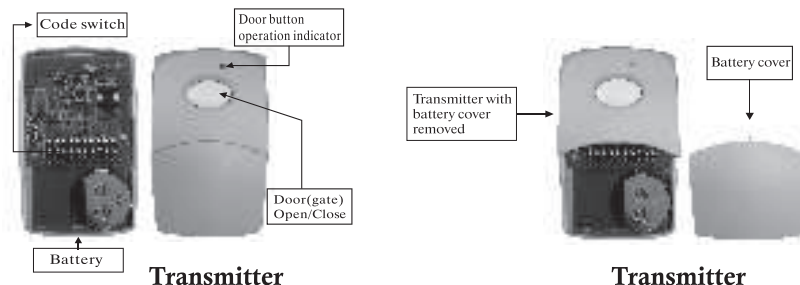 Code switch
Door button
operation indicator
Door(gate)
Open/Close
Battery
Transmitter
Transmitter with
battery cover
removed
Battery cover
Transmitter